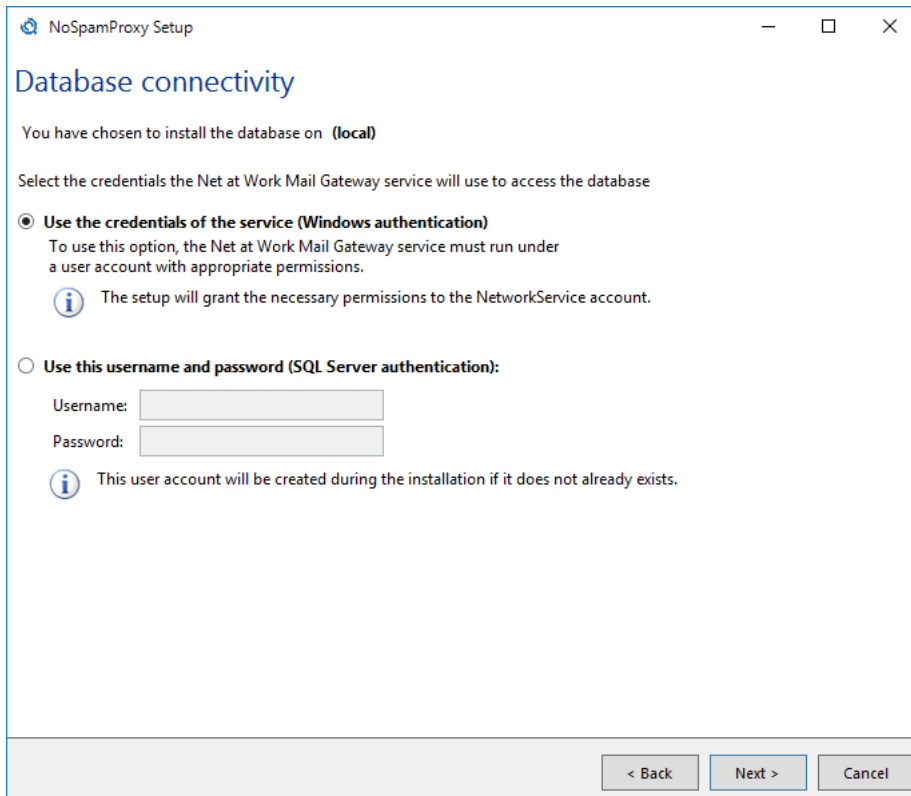 NoSpamProxy Setup
Database connectivity
You have chosen to install the database on (local)
Select the credentials the Net at Work Mail Gateway service will use to access the database
Use the credentials of the service (Windows authentication)
To use this option, the Net at Work Mail Gateway service must run under
a user account with appropriate permissions.
The setup will grant the necessary permissions to the NetworkService account.
Use this username and password (SQL Server authentication):
Username:
Password:
This user account will be created during the installation if it does not already exists.
< Back Next > Cancel